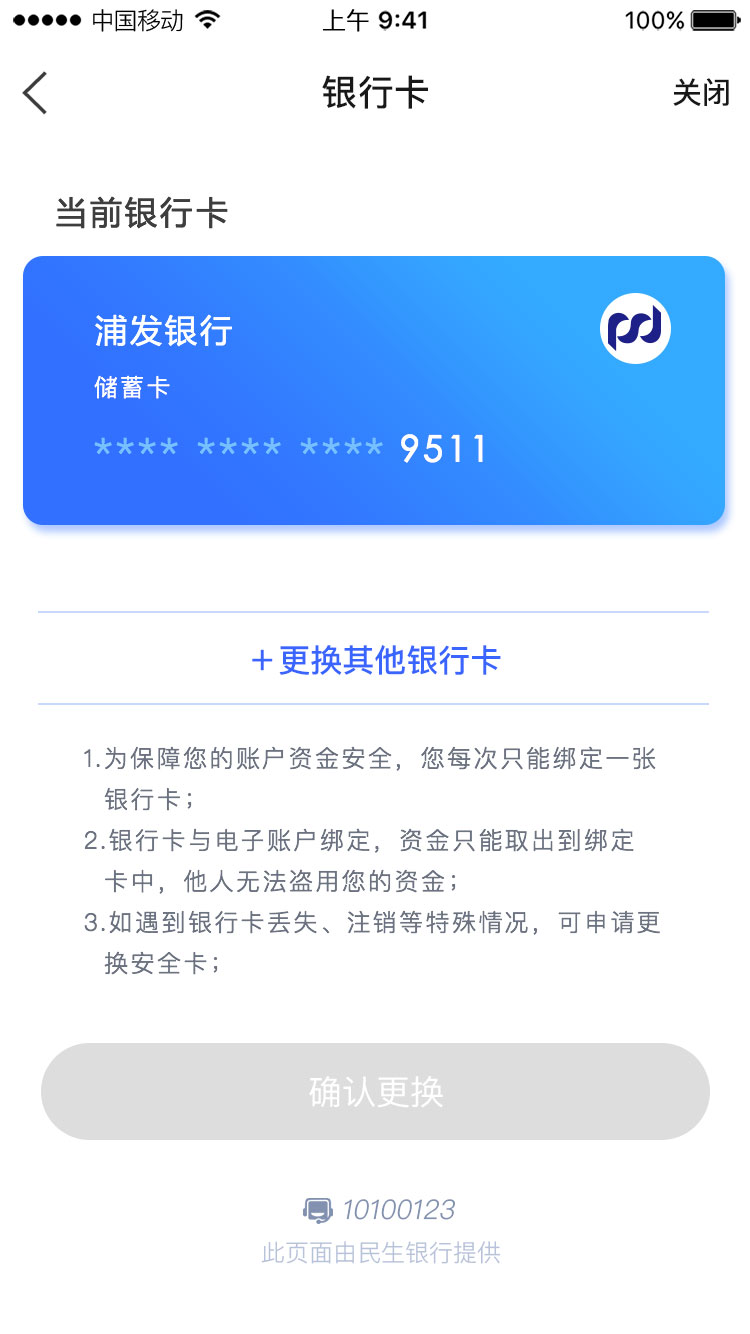 中国移动 上午 9:41 100%
银行卡 关闭
当前银行卡
浦发银行
储蓄卡
**** **** **** 9511
+更换其他银行卡
1.为保障您的账户资金安全，您每次只能绑定一张
银行卡；
2.银行卡与电子账户绑定，资金只能取出到绑定
卡中，他人无法盗用您的资金；
3.如遇到银行卡丢失、注销等特殊情况，可申请更
换安全卡；
确认更换
10100123
此页面由民生银行提供